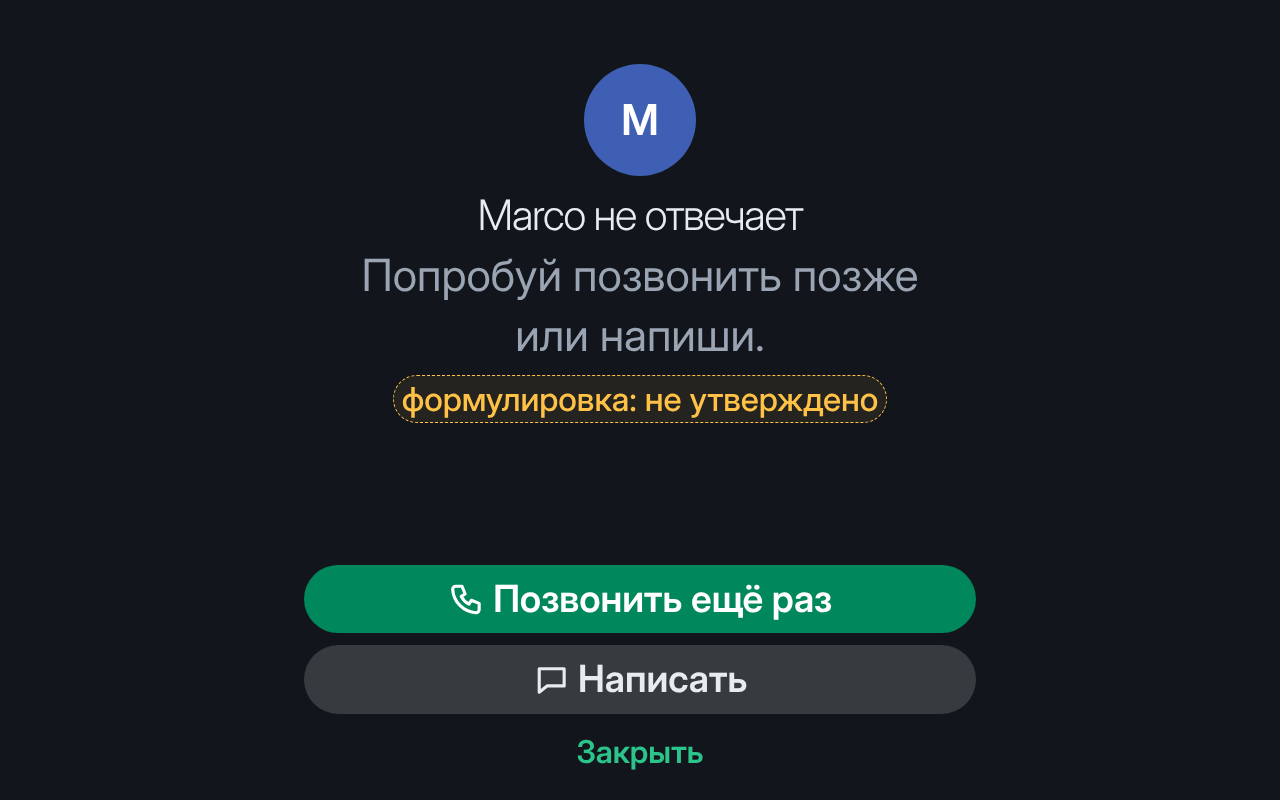 M
Marco не отвечает
Попробуй позвонить позже
или напиши.
формулировка: не утверждено
Позвонить ещё раз
Написать
Закрыть